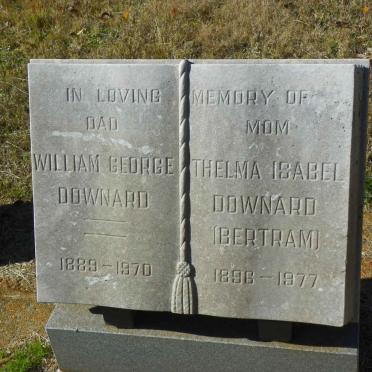 IN LOVING MEMORY OF
DAD
WILLIAM GEORGE
DOWNARD
1889-1970
MOM
THELMA ISABEL
DOWNARD
(BERTRAM)
1896-1977